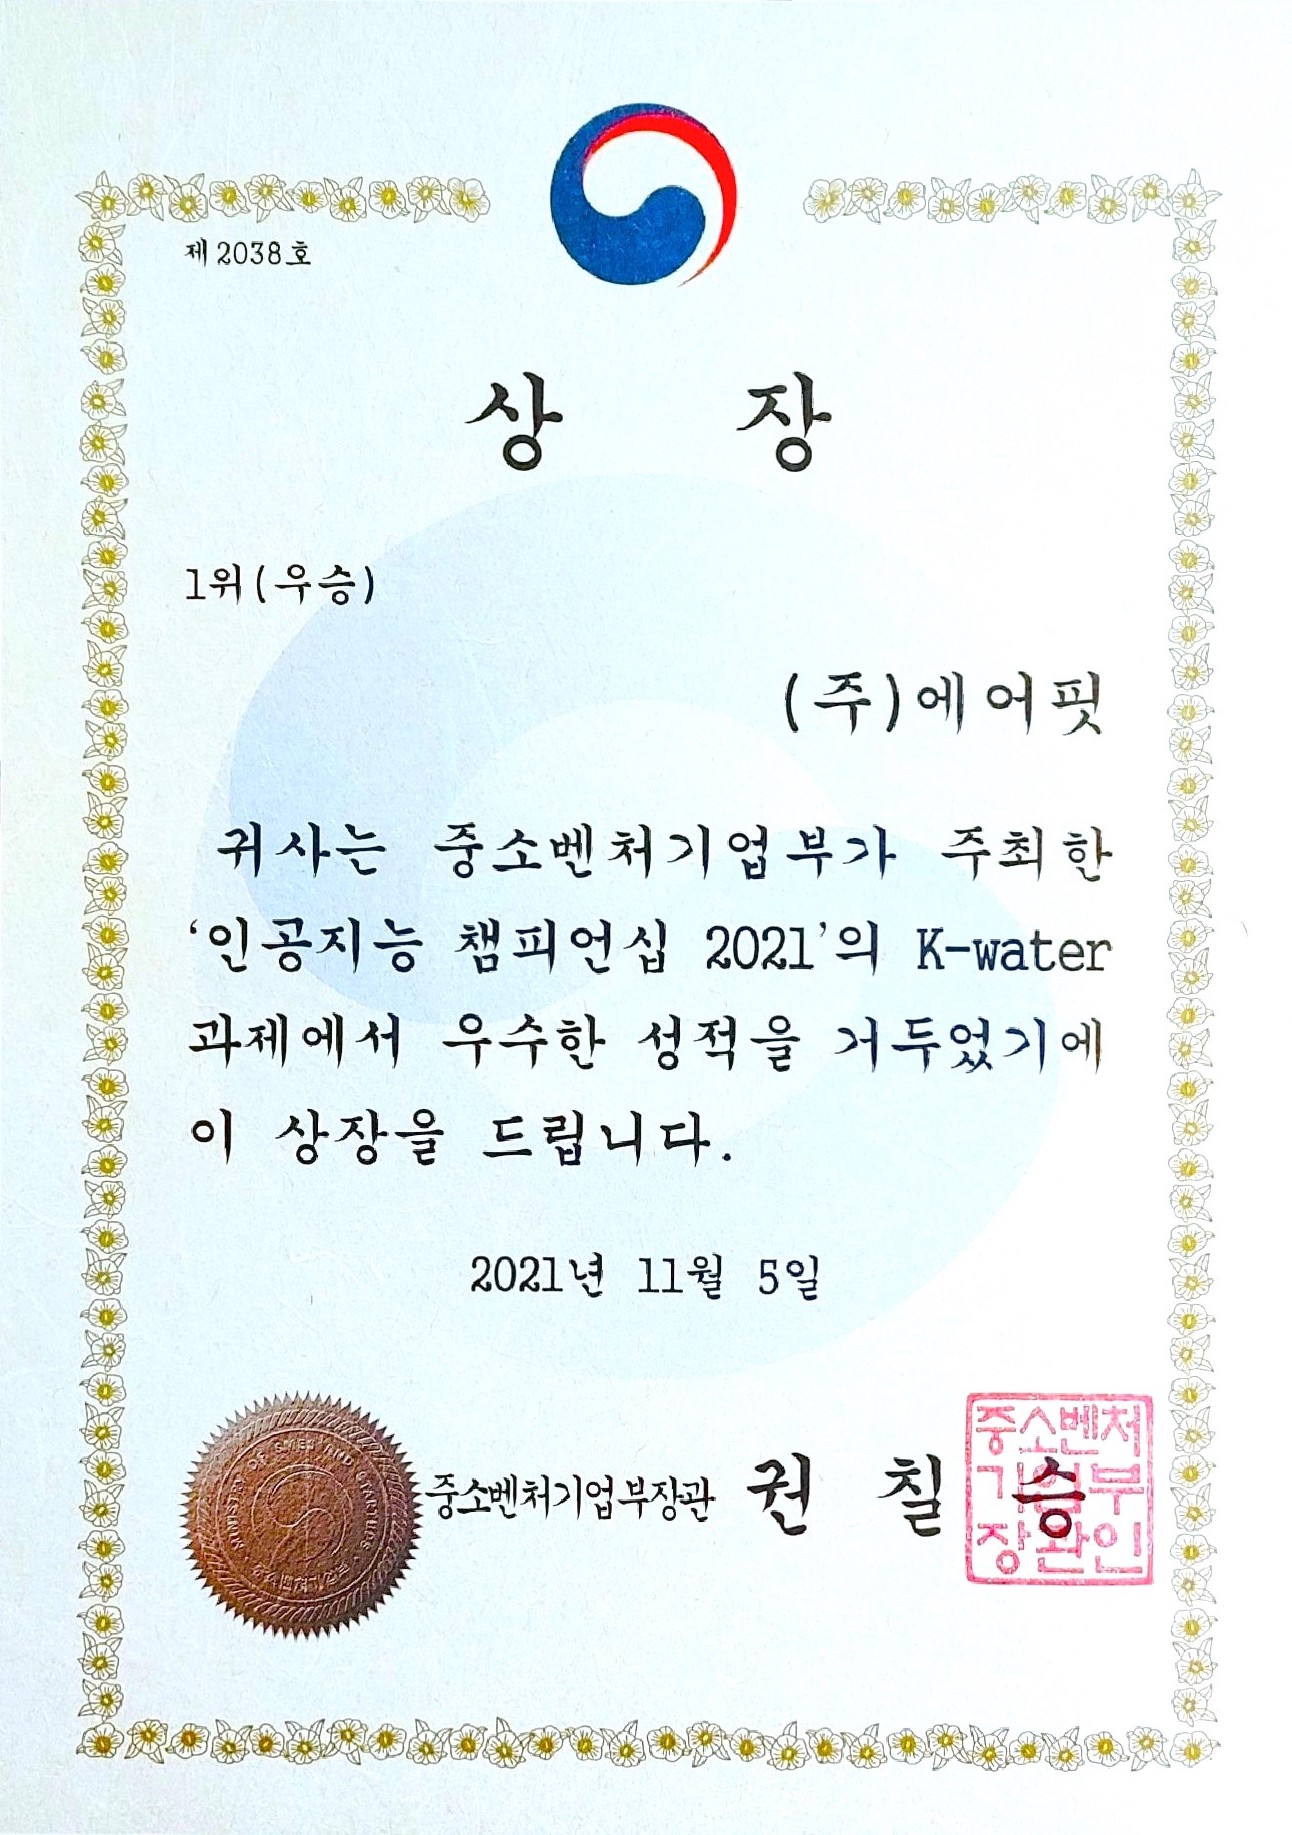 제 2038 호
상 장
1위(우승)
(주)에어핏
귀사는 중소벤처기업부가 주최한
‘인공지능 챔피언십 2021’의 K-water
과제에서 우수한 성적을 거두었기에
이 상장을 드립니다.
2021년 11월 5일
중소벤처기업부장관 권 칠 승
중소벤처
기업부
장관인
MINISTRY OF SMES AND STARTUPS
중소벤처기업부